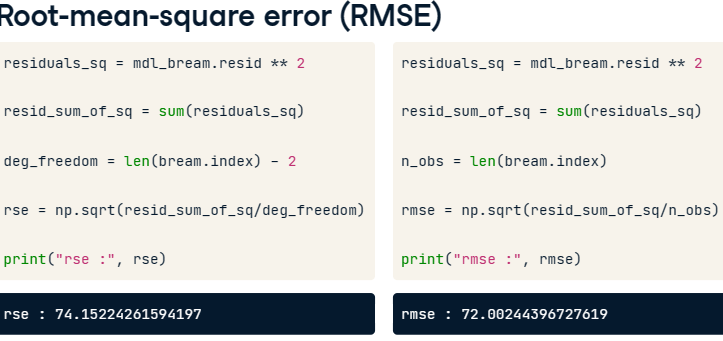 Root-mean-square error (RMSE)
residuals_sq = mdl_bream.resid ** 2
resid_sum_of_sq = sum(residuals_sq)
deg_freedom = len(bream.index) - 2
rse = np.sqrt(resid_sum_of_sq/deg_freedom)
print("rse :", rse)
rse : 74.15224261594197
residuals_sq = mdl_bream.resid ** 2
resid_sum_of_sq = sum(residuals_sq)
n_obs = len(bream.index)
rmse = np.sqrt(resid_sum_of_sq/n_obs)
print("rmse :", rmse)
rmse : 72.00244396727619